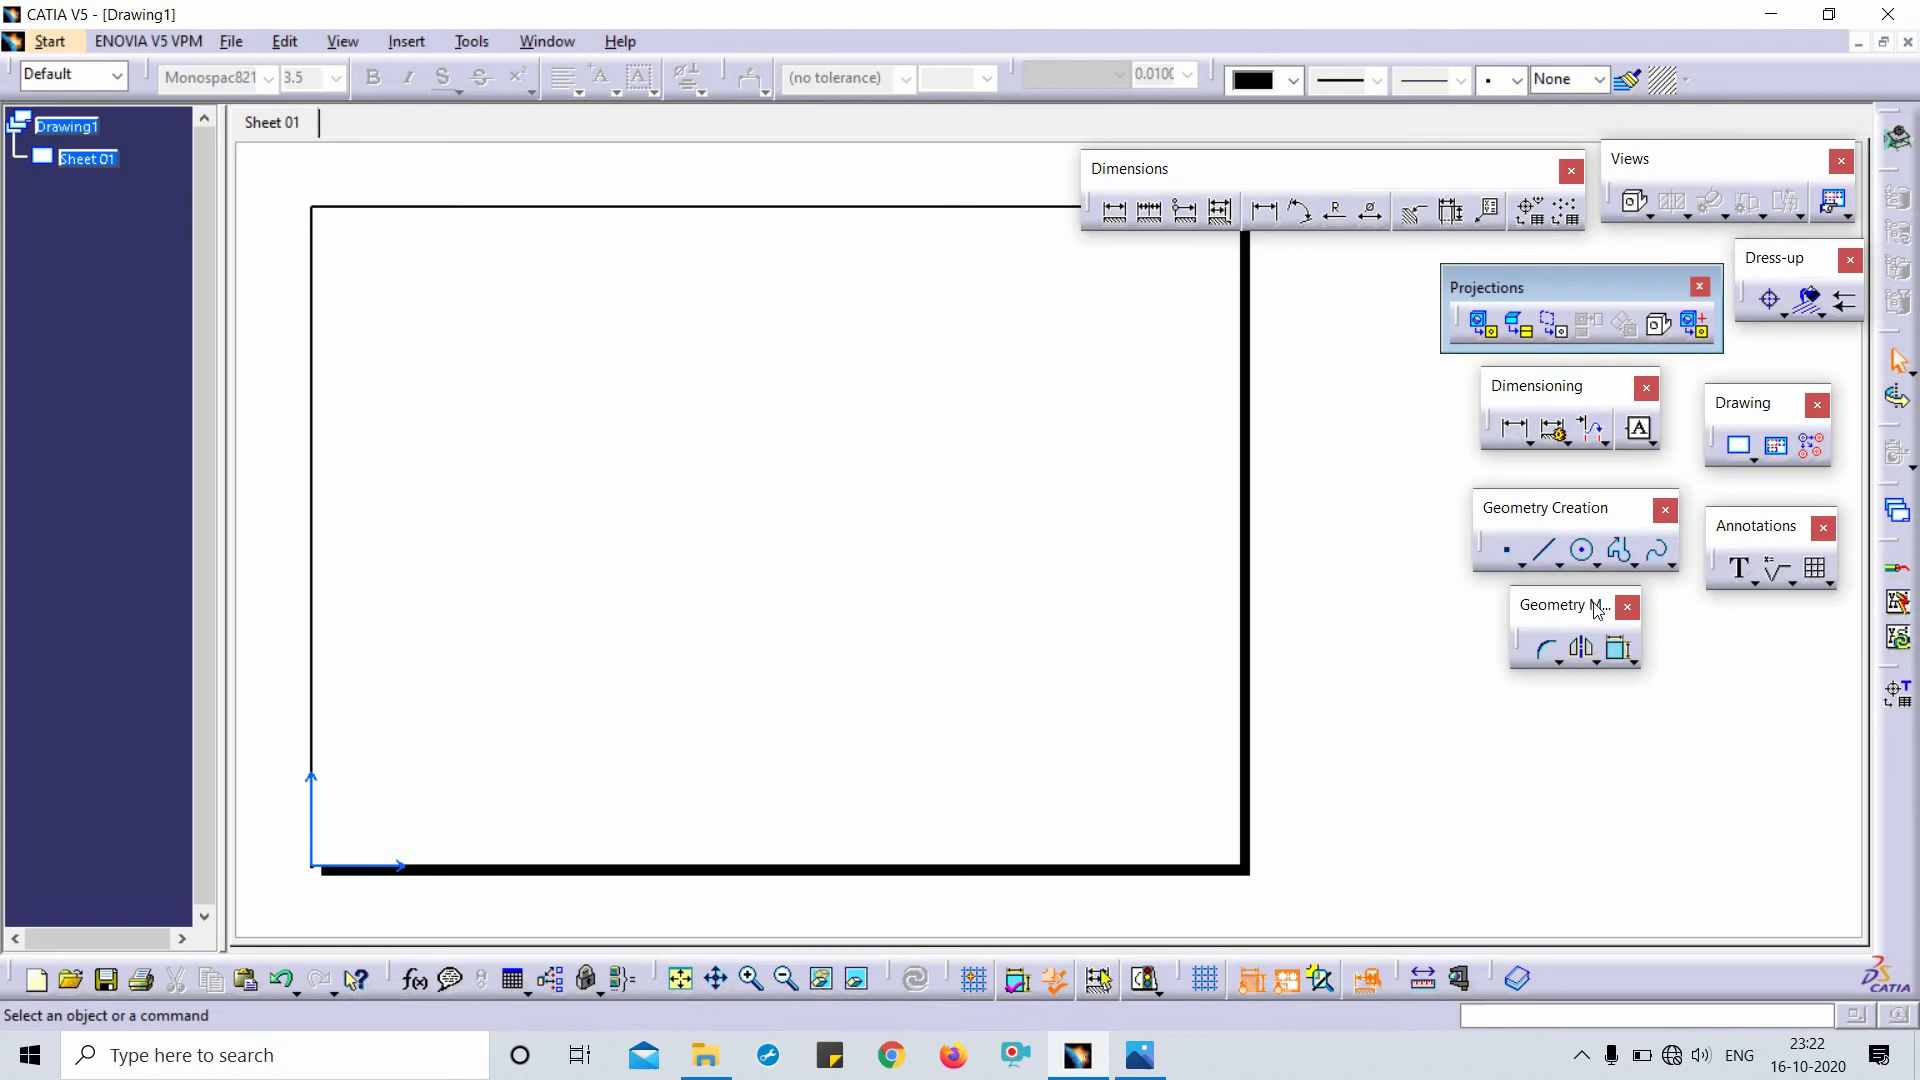 CATIA V5 - [Drawing1]
Start ENOVIA V5 VPM File Edit View Insert Tools Window Help
Default Monospac821 3.5 B I S S (no tolerance) 0.010( None
Drawing1
Sheet 01
Sheet 01
Dimensions
R
Views
Dress-up
Projections
Dimensioning
A
Drawing
Geometry Creation
Annotations
T
Geometry M...
f(x)
CATIA
Select an object or a command
Type here to search
ENG
23:22
16-10-2020